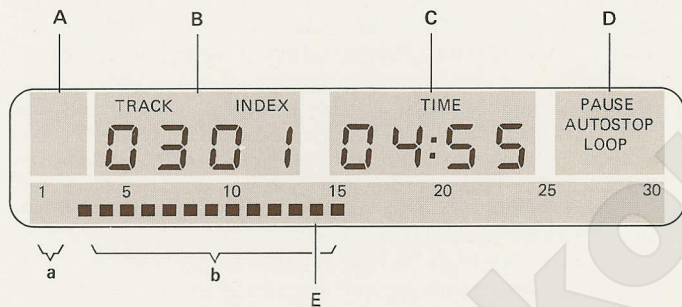 A B C D
TRACK INDEX TIME PAUSE
AUTOSTOP
LOOP
0301 04:55
1 5 10 15 20 25 30
a b
E